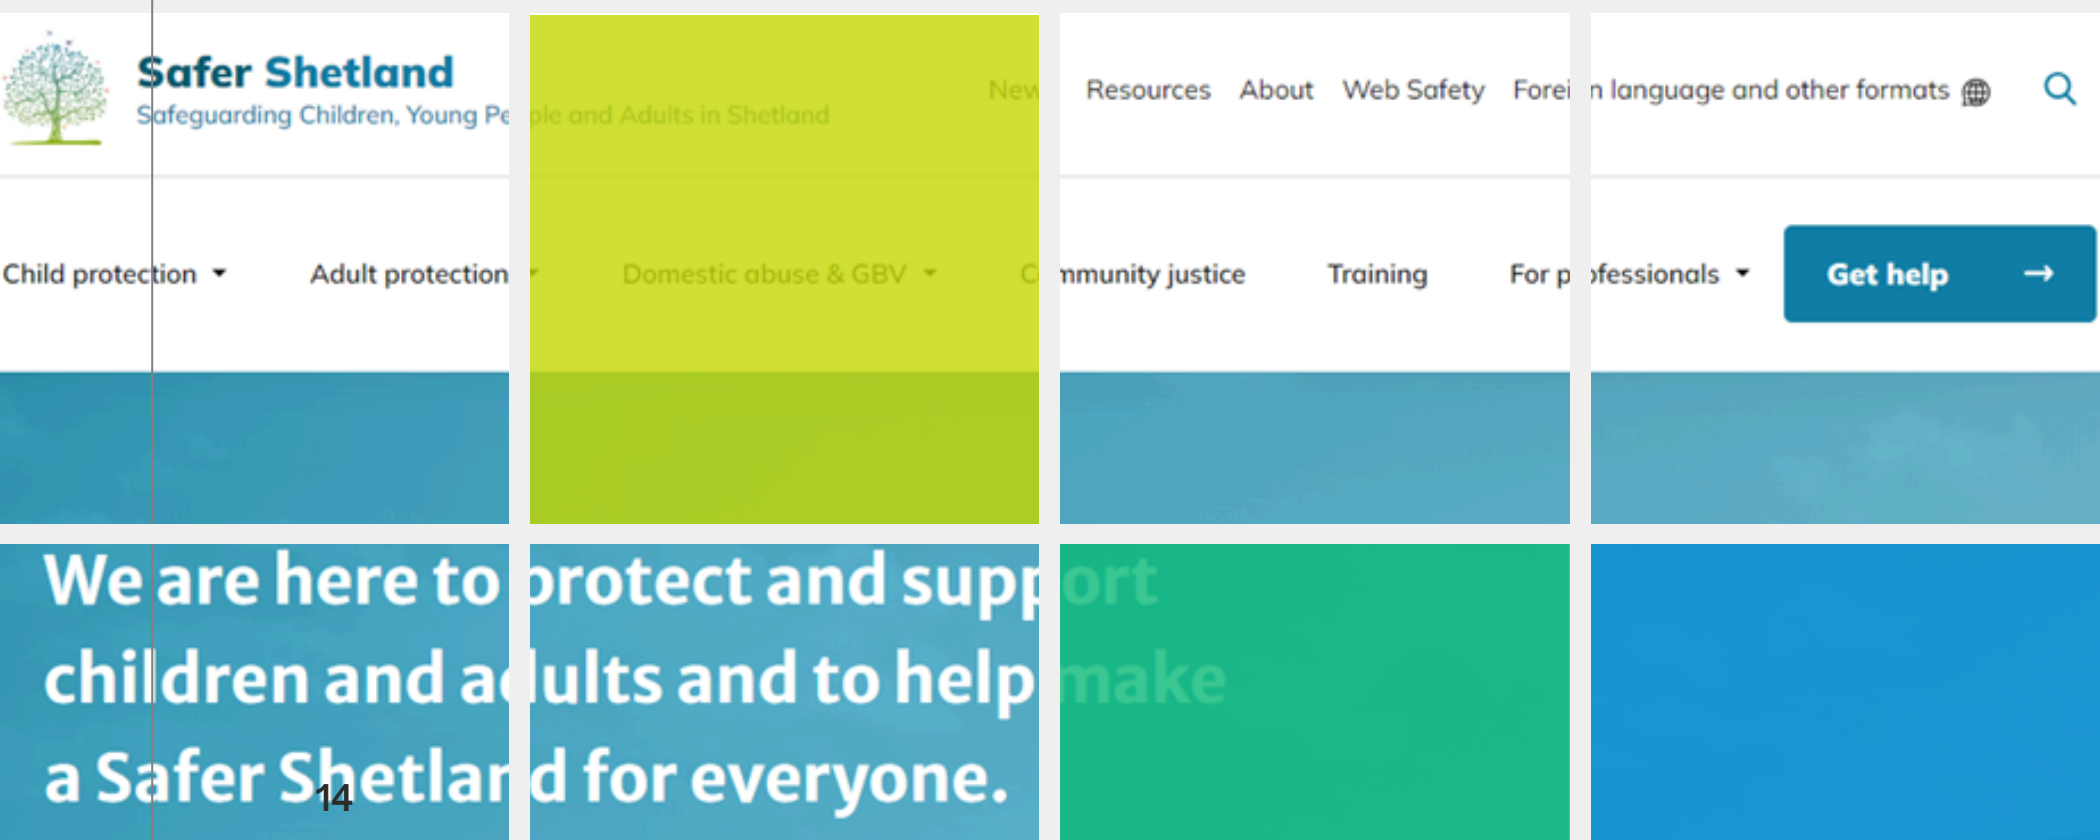 Safer Shetland
Safeguarding Children, Young People and Adults in Shetland
New Resources About Web Safety Forein language and other formats
Child protection Adult protection Domestic abuse & GBV Community justice Training For professionals Get help →
We are here to protect and support
children and adults and to help make
a Safer Shetland for everyone.
14